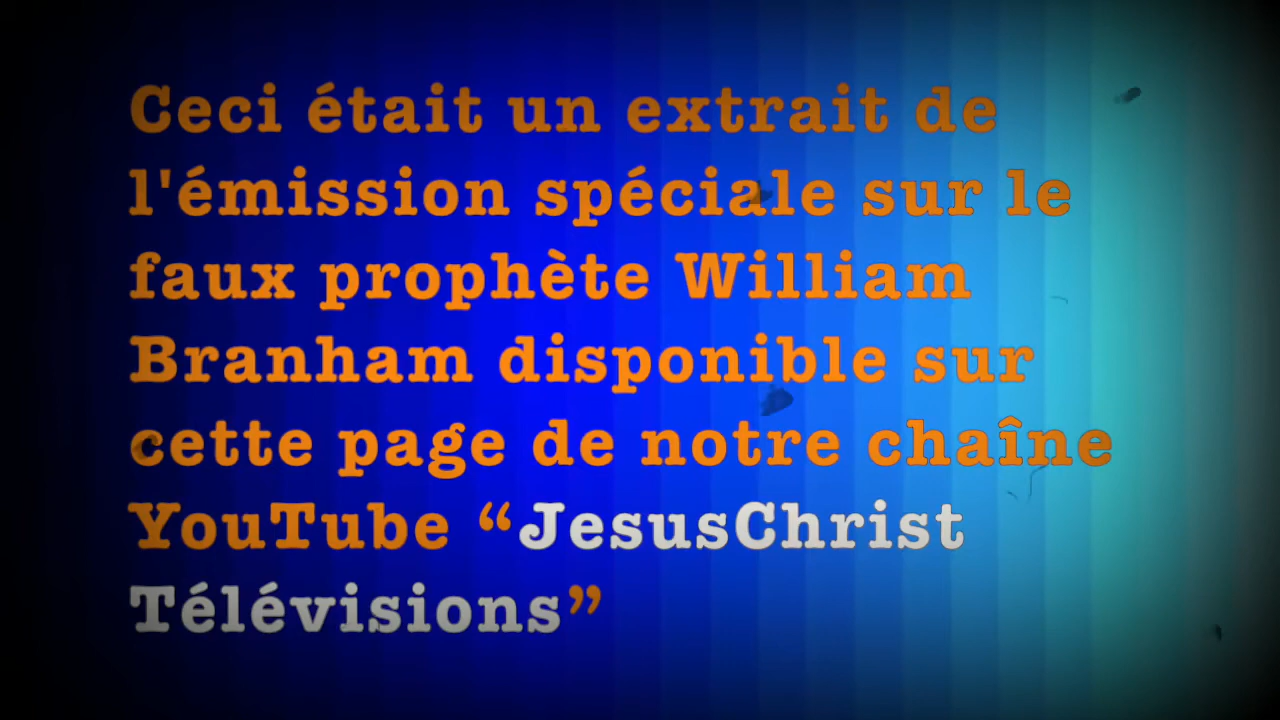 Ceci était un extrait de
l'émission spéciale sur le
faux prophète William
Branham disponible sur
cette page de notre chaîne
YouTube “JesusChrist
Télévisions”